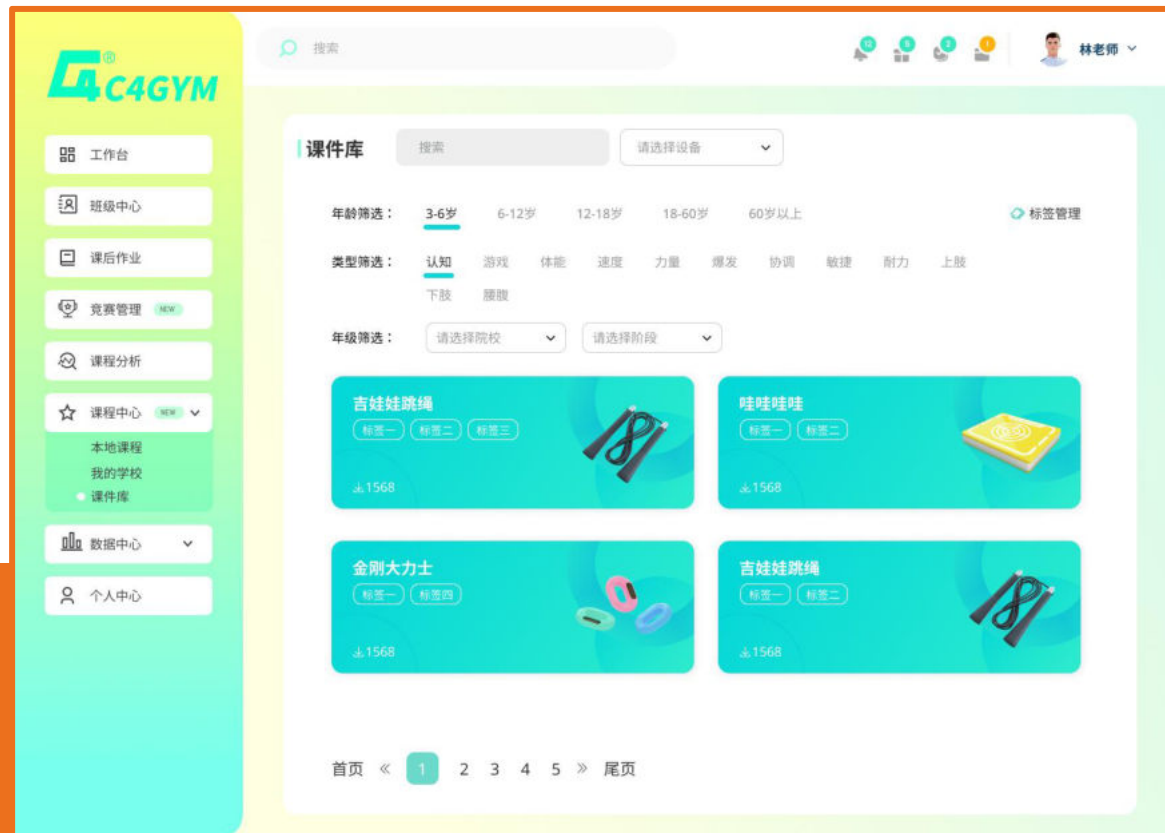 C4GYM®
搜索
12
5
3
1
林老师
工作台
班级中心
课后作业
竞赛管理 NEW
课程分析
课程中心 NEW
本地课程
我的学校
课件库
数据中心
个人中心
课件库
搜索
请选择设备
年龄筛选： 3-6岁 6-12岁 12-18岁 18-60岁 60岁以上
标签管理
类型筛选： 认知 游戏 体能 速度 力量 爆发 协调 敏捷 耐力 上肢
下肢 腰腹
年级筛选： 请选择院校 请选择阶段
吉娃娃跳绳
标签一 标签二 标签三
1568
哇哇哇哇
标签一 标签二
1568
金刚大力士
标签一 标签四
1568
吉娃娃跳绳
标签一 标签二
1568
首页 « 1 2 3 4 5 » 尾页